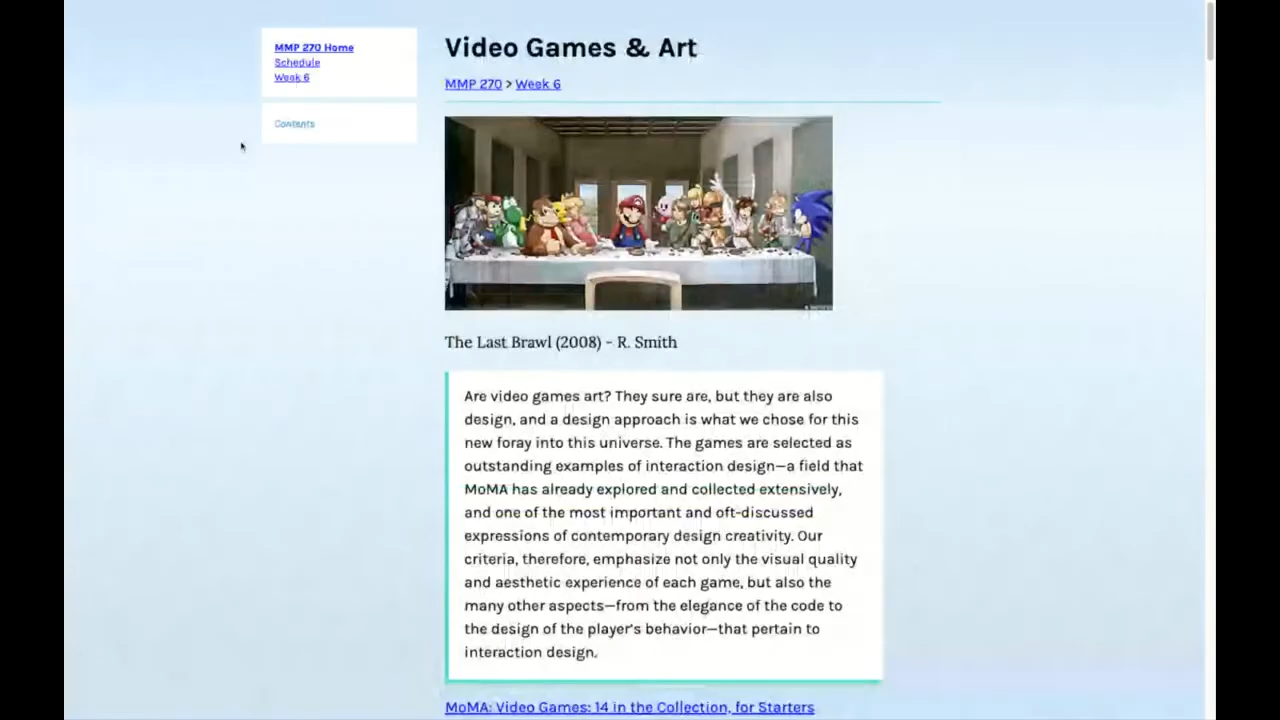 MMP 270 Home
Schedule
Week 6
Contents
Video Games & Art
MMP 270 > Week 6
The Last Brawl (2008) - R. Smith
Are video games art? They sure are, but they are also
design, and a design approach is what we chose for this
new foray into this universe. The games are selected as
outstanding examples of interaction design—a field that
MoMA has already explored and collected extensively,
and one of the most important and oft-discussed
expressions of contemporary design creativity. Our
criteria, therefore, emphasize not only the visual quality
and aesthetic experience of each game, but also the
many other aspects—from the elegance of the code to
the design of the player's behavior—that pertain to
interaction design.
MoMA: Video Games: 14 in the Collection, for Starters